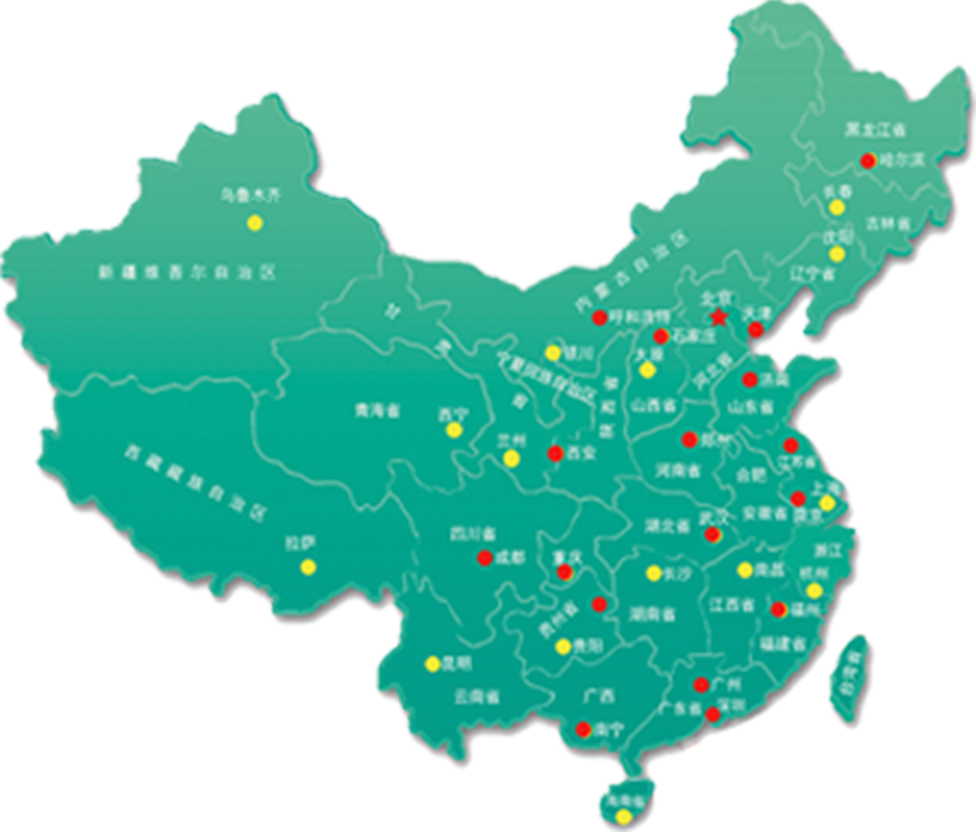 黑龙江省
哈尔滨
长春
吉林省
沈阳
辽宁省
乌鲁木齐
新疆维吾尔自治区
内蒙古自治区
呼和浩特
北京
天津
石家庄
河北省
甘
肃
省
银川
宁夏回族自治区
太原
山西省
济南
山东省
青海省
西宁
兰州
西安
郑州
河南省
江苏省
合肥
安徽省
上海
南京
西藏藏族自治区
拉萨
四川省
成都
重庆
湖北省
武汉
浙江
杭州
长沙
湖南省
南昌
江西省
福州
福建省
贵州省
贵阳
昆明
云南省
广西
南宁
广州
广东省
深圳
台湾省
海南省